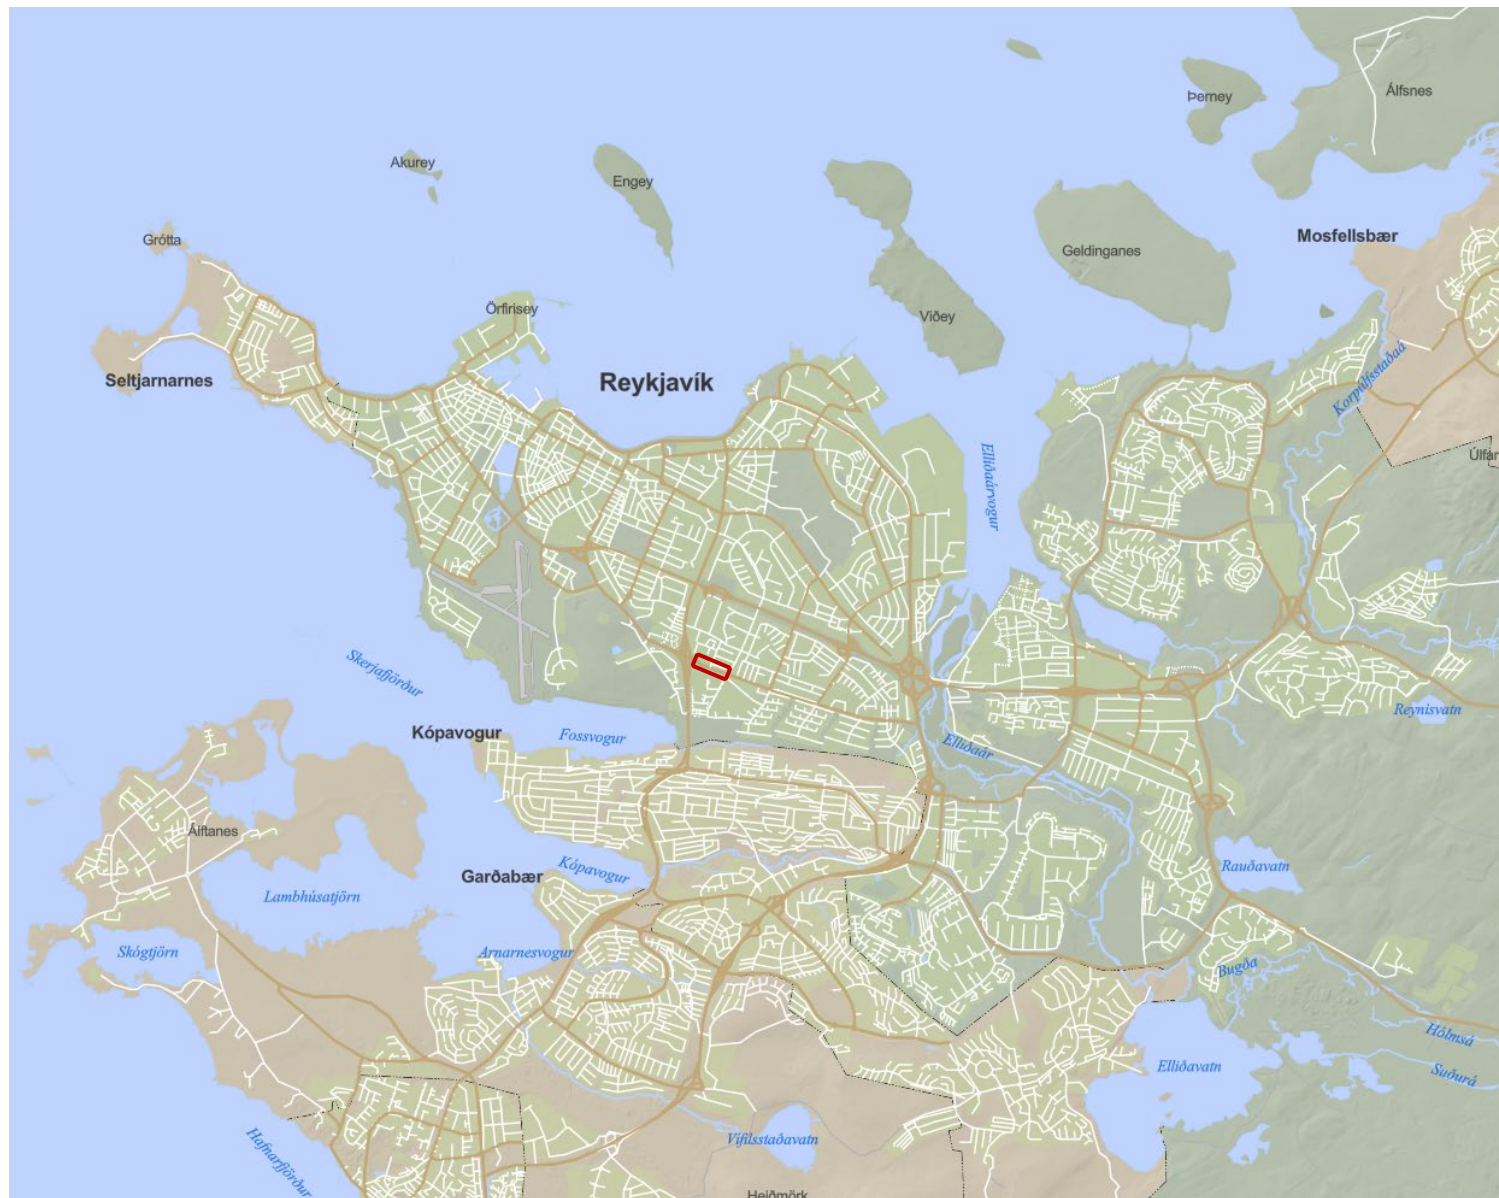 Álfsnes
Þerney
Akurey
Engey
Mosfellsbær
Grótta
Geldinganes
Örfirisey
Viðey
Korpúlfsstaðaá
Seltjarnarnes
Reykjavík
Úlfar
Elliðaárvogur
Skerjafjörður
Reynisvatn
Kópavogur
Fossvogur
Elliðaár
Álftanes
Kópavogur
Rauðavatn
Garðabær
Lambhúsatjörn
Skógtjörn
Arnarnesvogur
Bugða
Hólmsá
Elliðavatn
Suðurá
Vífilsstaðavatn
Hafnarfjörður
Heiðmörk